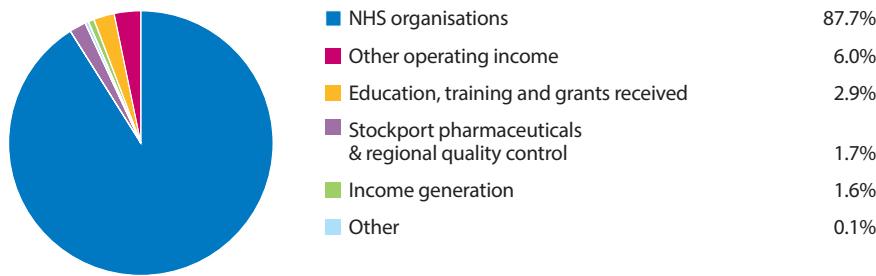 NHS organisations 87.7%
Other operating income 6.0%
Education, training and grants received 2.9%
Stockport pharmaceuticals
& regional quality control 1.7%
Income generation 1.6%
Other 0.1%